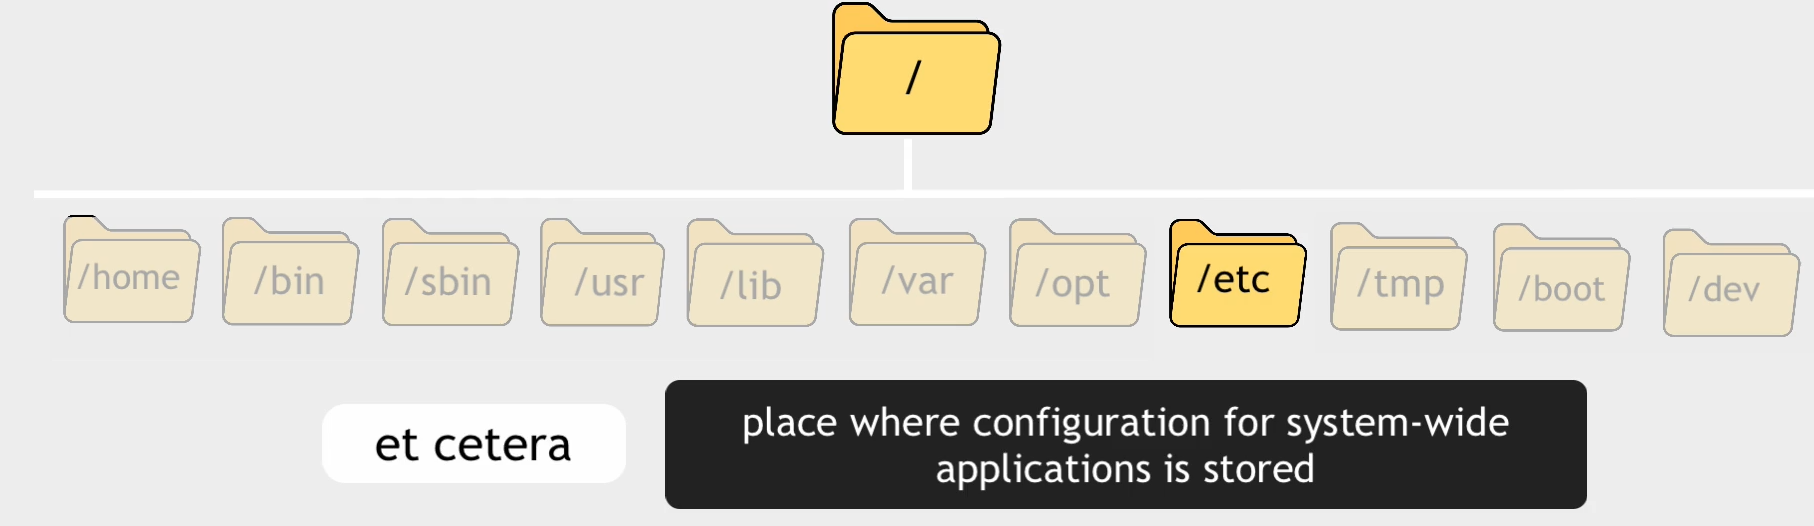 /
/home /bin /sbin /usr /lib /var /opt /etc /tmp /boot /dev
et cetera
place where configuration for system-wide
applications is stored